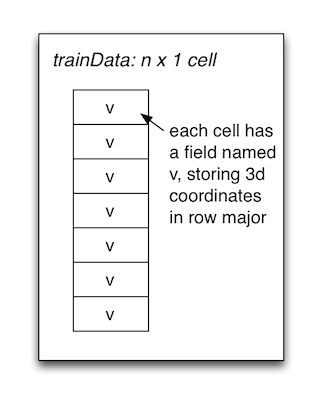 trainData: n x 1 cell
v
each cell has
a field named
v, storing 3d
coordinates
in row major
v
v
v
v
v
v